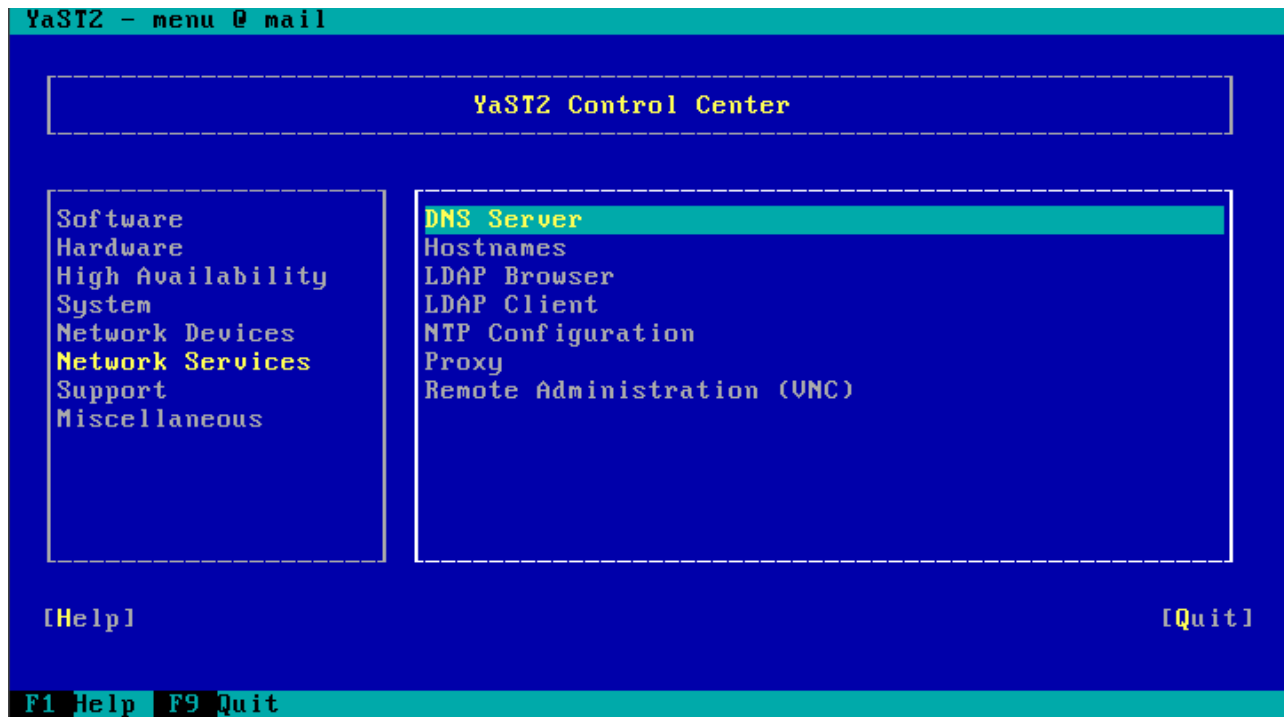 YaST2 - menu @ mail
YaST2 Control Center
Software
Hardware
High Availability
System
Network Devices
Network Services
Support
Miscellaneous
DNS Server
Hostnames
LDAP Browser
LDAP Client
NTP Configuration
Proxy
Remote Administration (VNC)
[Help]
[Quit]
F1 Help F9 Quit